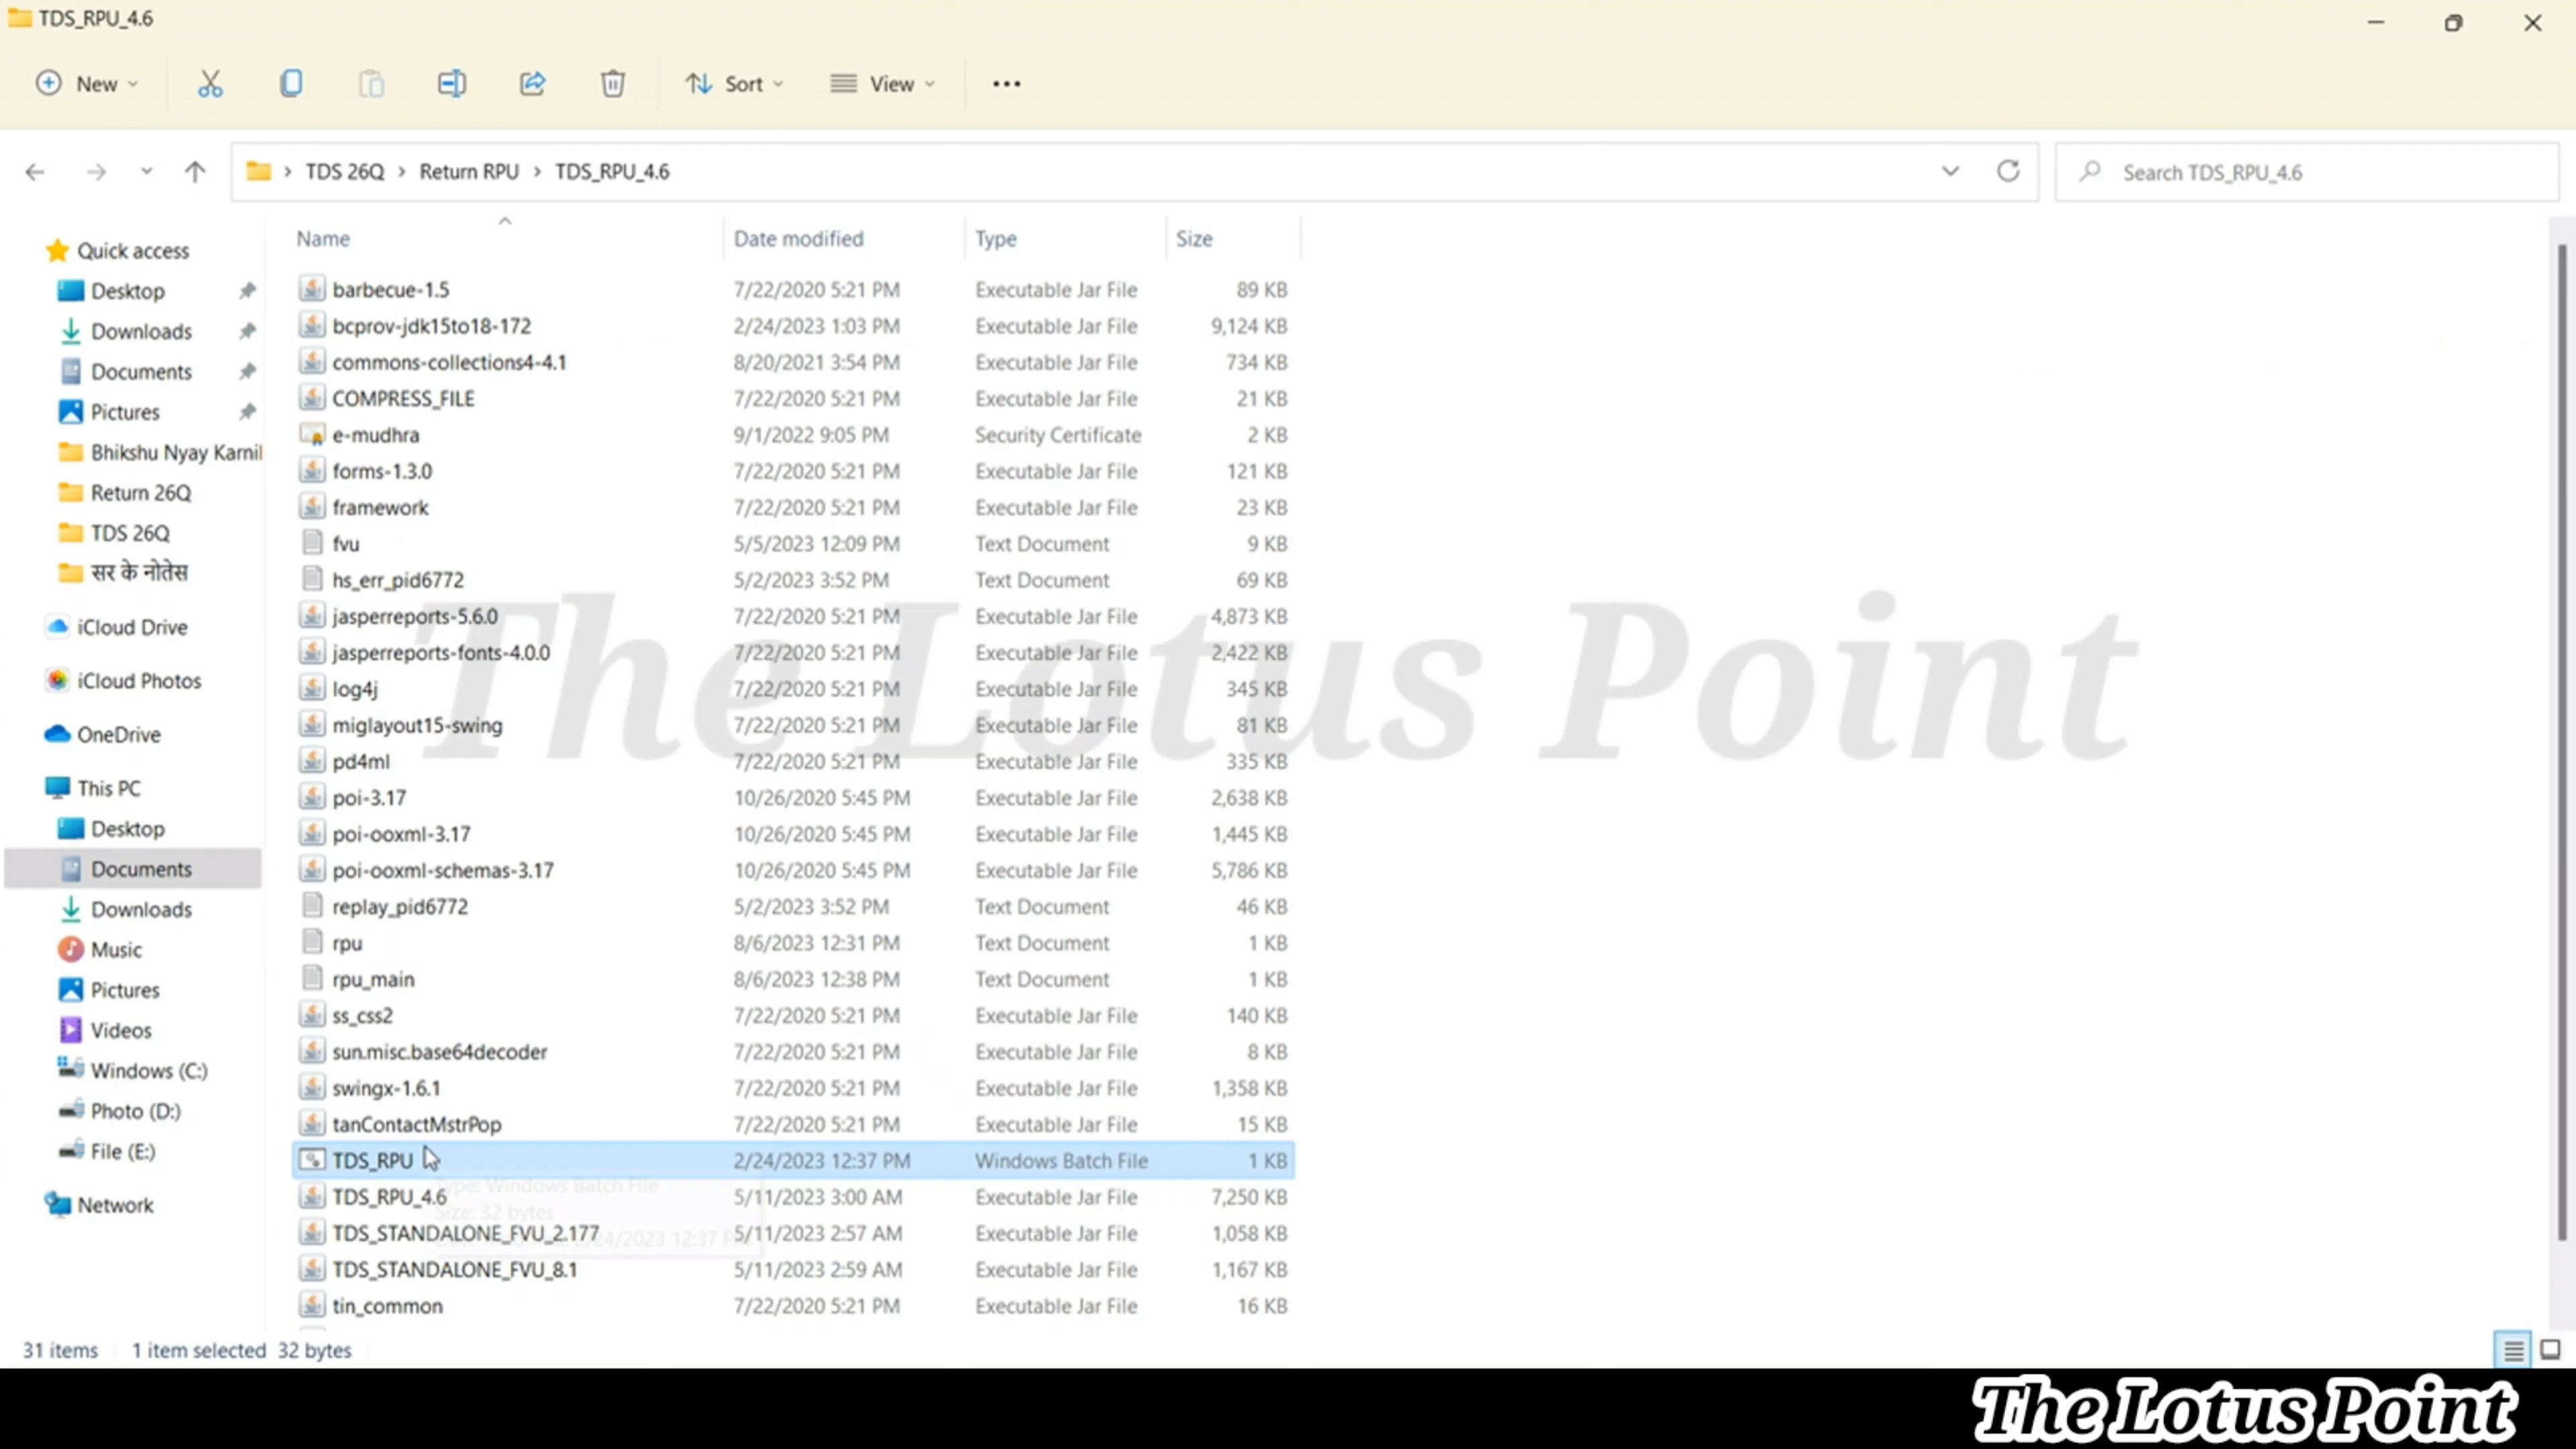 TDS_RPU_4.6
New
Sort
View
TDS 26Q > Return RPU > TDS_RPU_4.6
Search TDS_RPU_4.6
Name Date modified Type Size
Quick access
Desktop
Downloads
Documents
Pictures
Bhikshu Nyay Karni
Return 26Q
TDS 26Q
सर के नोतेस
iCloud Drive
iCloud Photos
OneDrive
This PC
Desktop
Documents
Downloads
Music
Pictures
Videos
Windows (C:)
Photo (D:)
File (E:)
Network
barbecue-1.5 7/22/2020 5:21 PM Executable Jar File 89 KB
bcprov-jdk15to18-172 2/24/2023 1:03 PM Executable Jar File 9,124 KB
commons-collections4-4.1 8/20/2021 3:54 PM Executable Jar File 734 KB
COMPRESS_FILE 7/22/2020 5:21 PM Executable Jar File 21 KB
e-mudhra 9/1/2022 9:05 PM Security Certificate 2 KB
forms-1.3.0 7/22/2020 5:21 PM Executable Jar File 121 KB
framework 7/22/2020 5:21 PM Executable Jar File 23 KB
fvu 5/5/2023 12:09 PM Text Document 9 KB
hs_err_pid6772 5/2/2023 3:52 PM Text Document 69 KB
jasperreports-5.6.0 7/22/2020 5:21 PM Executable Jar File 4,873 KB
jasperreports-fonts-4.0.0 7/22/2020 5:21 PM Executable Jar File 2,422 KB
log4j 7/22/2020 5:21 PM Executable Jar File 345 KB
miglayout15-swing 7/22/2020 5:21 PM Executable Jar File 81 KB
pd4ml 7/22/2020 5:21 PM Executable Jar File 335 KB
poi-3.17 10/26/2020 5:45 PM Executable Jar File 2,638 KB
poi-ooxml-3.17 10/26/2020 5:45 PM Executable Jar File 1,445 KB
poi-ooxml-schemas-3.17 10/26/2020 5:45 PM Executable Jar File 5,786 KB
replay_pid6772 5/2/2023 3:52 PM Text Document 46 KB
rpu 8/6/2023 12:31 PM Text Document 1 KB
rpu_main 8/6/2023 12:38 PM Text Document 1 KB
ss_css2 7/22/2020 5:21 PM Executable Jar File 140 KB
sun.misc.base64decoder 7/22/2020 5:21 PM Executable Jar File 8 KB
swingx-1.6.1 7/22/2020 5:21 PM Executable Jar File 1,358 KB
tanContactMstrPop 7/22/2020 5:21 PM Executable Jar File 15 KB
TDS_RPU 2/24/2023 12:37 PM Windows Batch File 1 KB
Type: Windows Batch File
TDS_RPU_4.6 5/11/2023 3:00 AM Executable Jar File 7,250 KB
Size: 32 bytes
TDS_STANDALONE_FVU_2.177 5/11/2023 2:57 AM Executable Jar File 1,058 KB
TDS_STANDALONE_FVU_8.1 5/11/2023 2:59 AM Executable Jar File 1,167 KB
tin_common 7/22/2020 5:21 PM Executable Jar File 16 KB
The Lotus Point
31 items 1 item selected 32 bytes
The Lotus Point